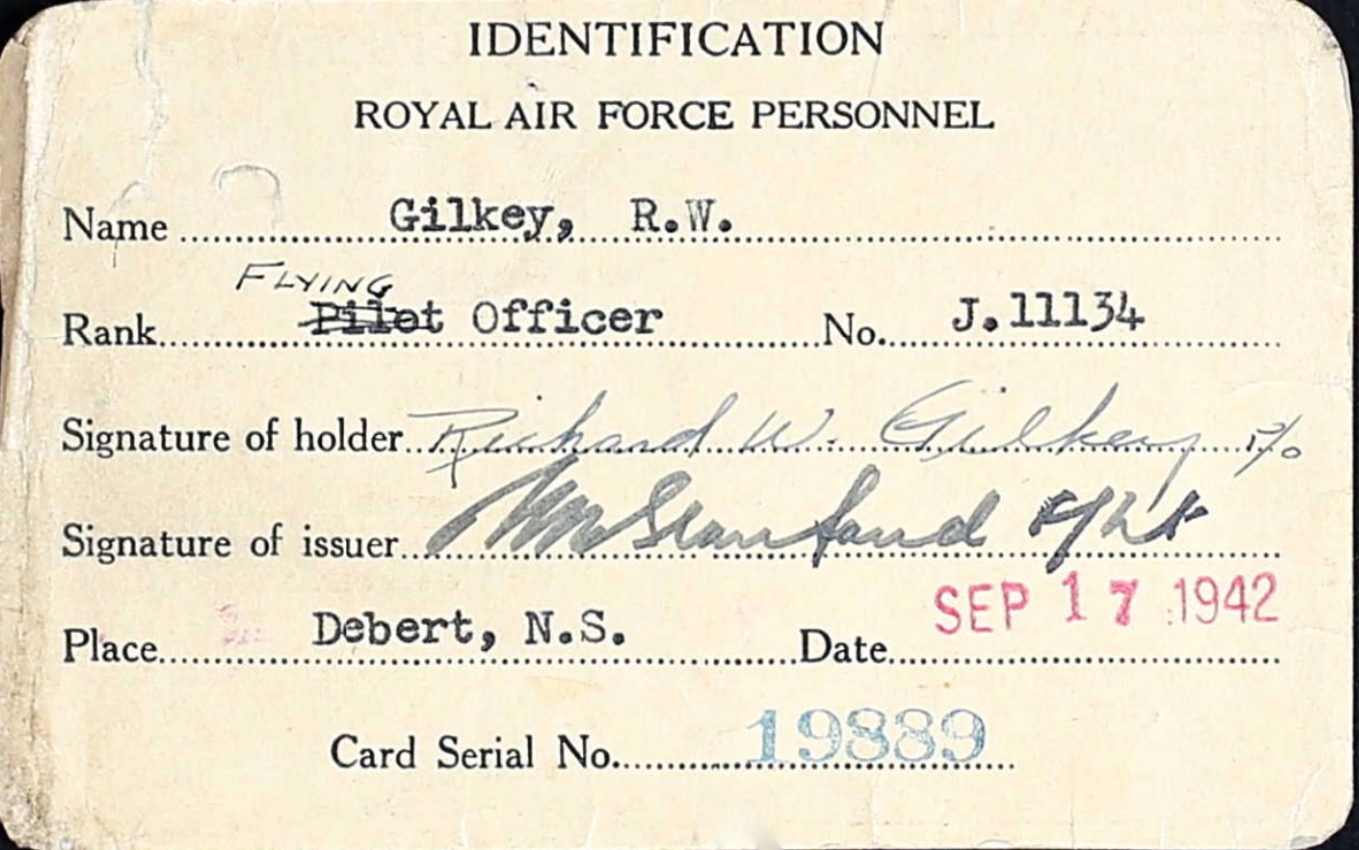 IDENTIFICATION
ROYAL AIR FORCE PERSONNEL
Name Gilkey, R.W.
FLYING
Rank Pilot Officer No. J.11134
Signature of holder Richard W. Gilkey P/O
Signature of issuer F/Lt
Place Debert, N.S. Date SEP 17 1942
Card Serial No. 19889